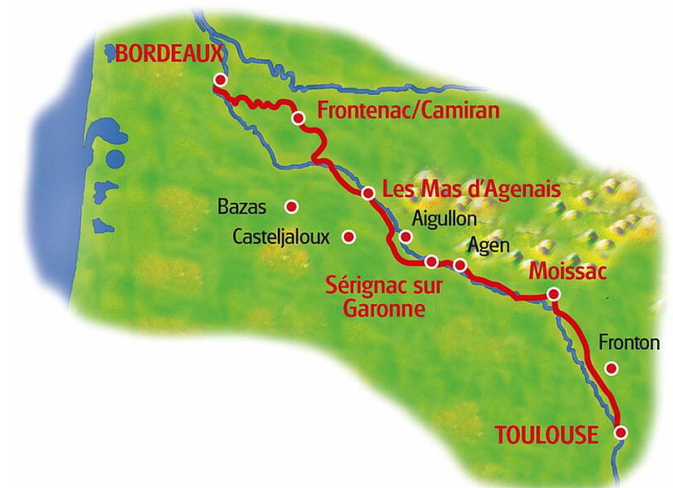 BORDEAUX
Frontenac/Camiran
Les Mas d'Agenais
Bazas
Aigullon
Casteljaloux
Agen
Moissac
Sérignac sur
Garonne
Fronton
TOULOUSE